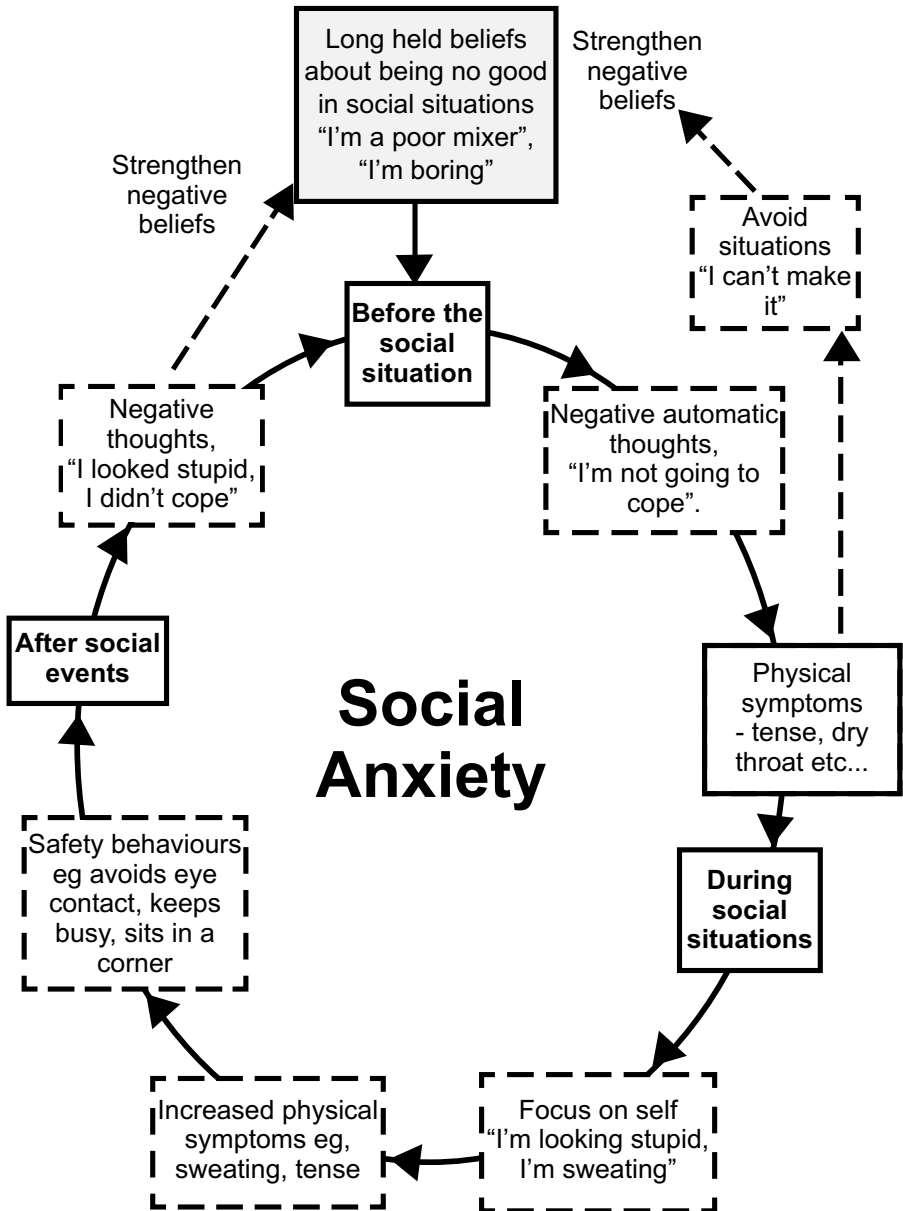 Long held beliefs
about being no good
in social situations
“I’m a poor mixer”,
“I’m boring”
Strengthen
negative
beliefs
Strengthen
negative
beliefs
Avoid
situations
“I can’t make
it”
Before the
social
situation
Negative
thoughts,
“I looked stupid,
I didn’t cope”
Negative automatic
thoughts,
“I’m not going to
cope”.
After social
events
Social
Anxiety
Physical
symptoms
- tense, dry
throat etc...
Safety behaviours
eg avoids eye
contact, keeps
busy, sits in a
corner
During
social
situations
Increased physical
symptoms eg,
sweating, tense
Focus on self
“I’m looking stupid,
I’m sweating”